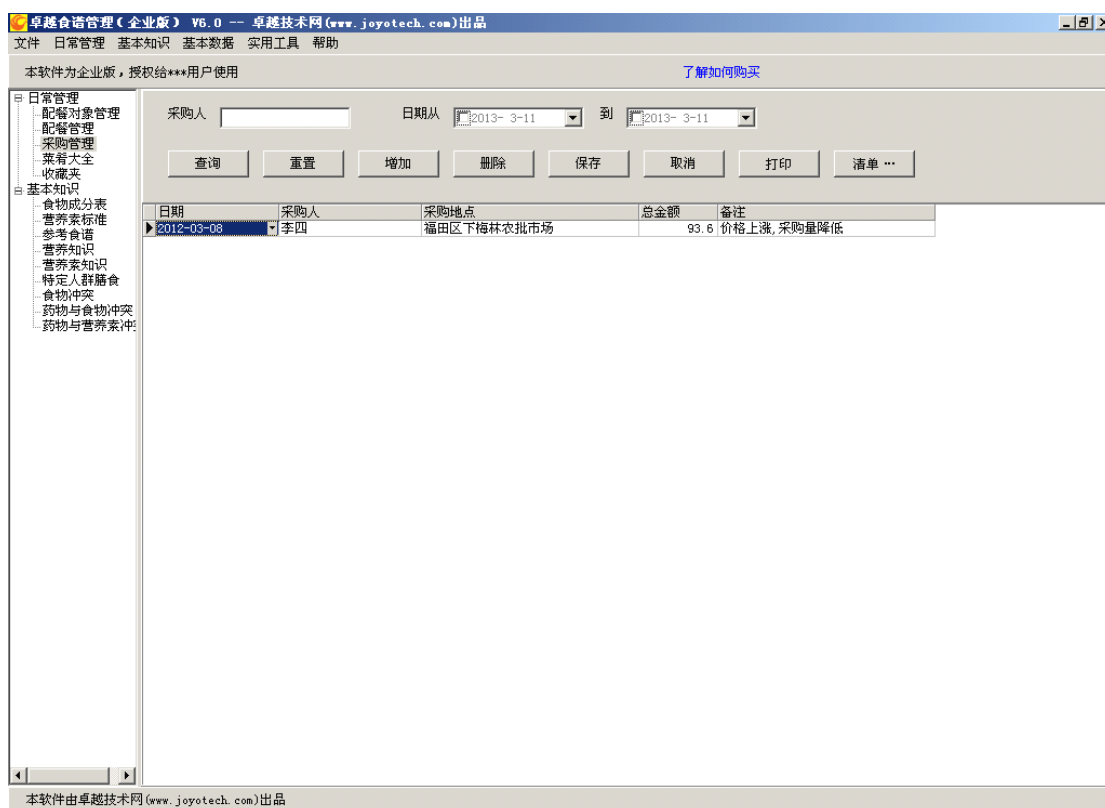 卓越食谱管理(企业版) V6.0 -- 卓越技术网(www.joyotech.com)出品
文件 日常管理 基本知识 基本数据 实用工具 帮助
本软件为企业版,授权给***用户使用 了解如何购买
日常管理
配餐对象管理
配餐管理
采购管理
菜肴大全
收藏夹
基本知识
食物成分表
营养素标准
参考食谱
营养知识
营养素知识
特定人群膳食
食物冲突
药物与食物冲突
药物与营养素冲
采购人 日期从 2013- 3-11 到 2013- 3-11
查询 重置 增加 删除 保存 取消 打印 清单 …
日期 采购人 采购地点 总金额 备注
2012-03-08 李四 福田区下梅林农批市场 93.6 价格上涨,采购量降低
本软件由卓越技术网(www.joyotech.com)出品